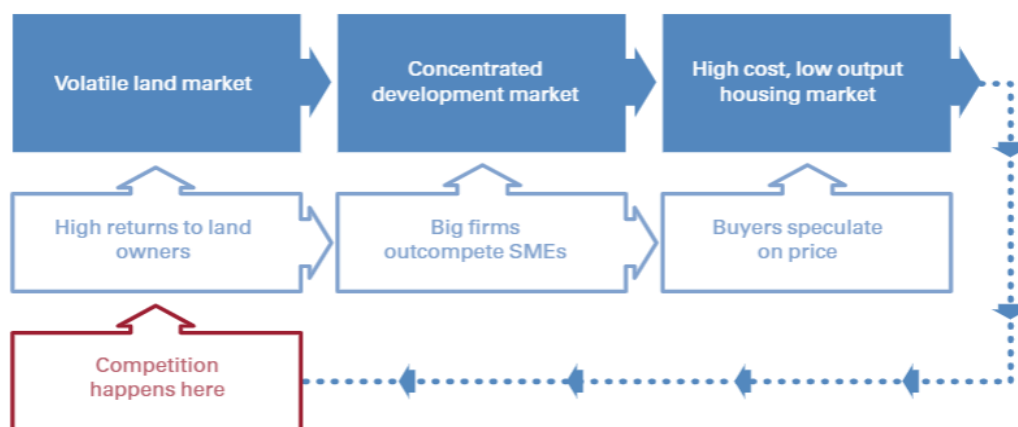 Volatile land market
Concentrated
development market
High cost, low output
housing market
High returns to land
owners
Big firms
outcompete SMEs
Buyers speculate
on price
Competition
happens here